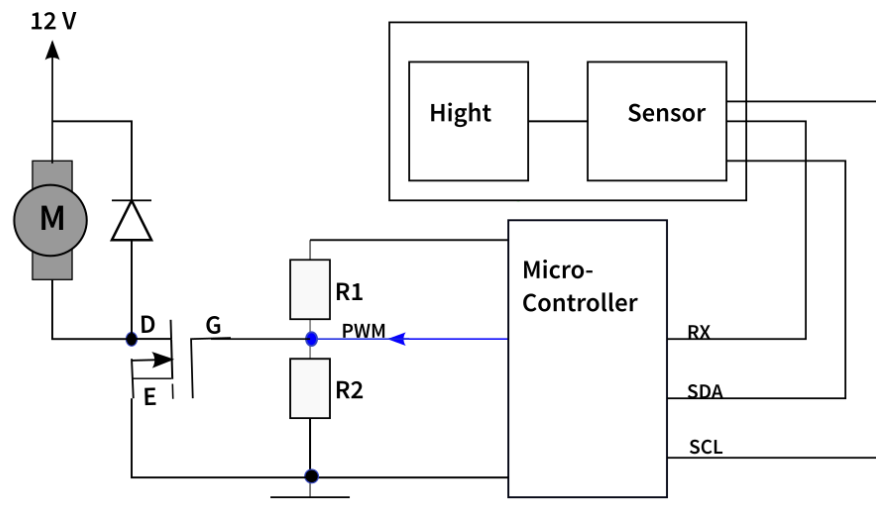 12 V
Hight
Sensor
M
Micro-
Controller
R1
D
G
PWM
RX
E
R2
SDA
SCL